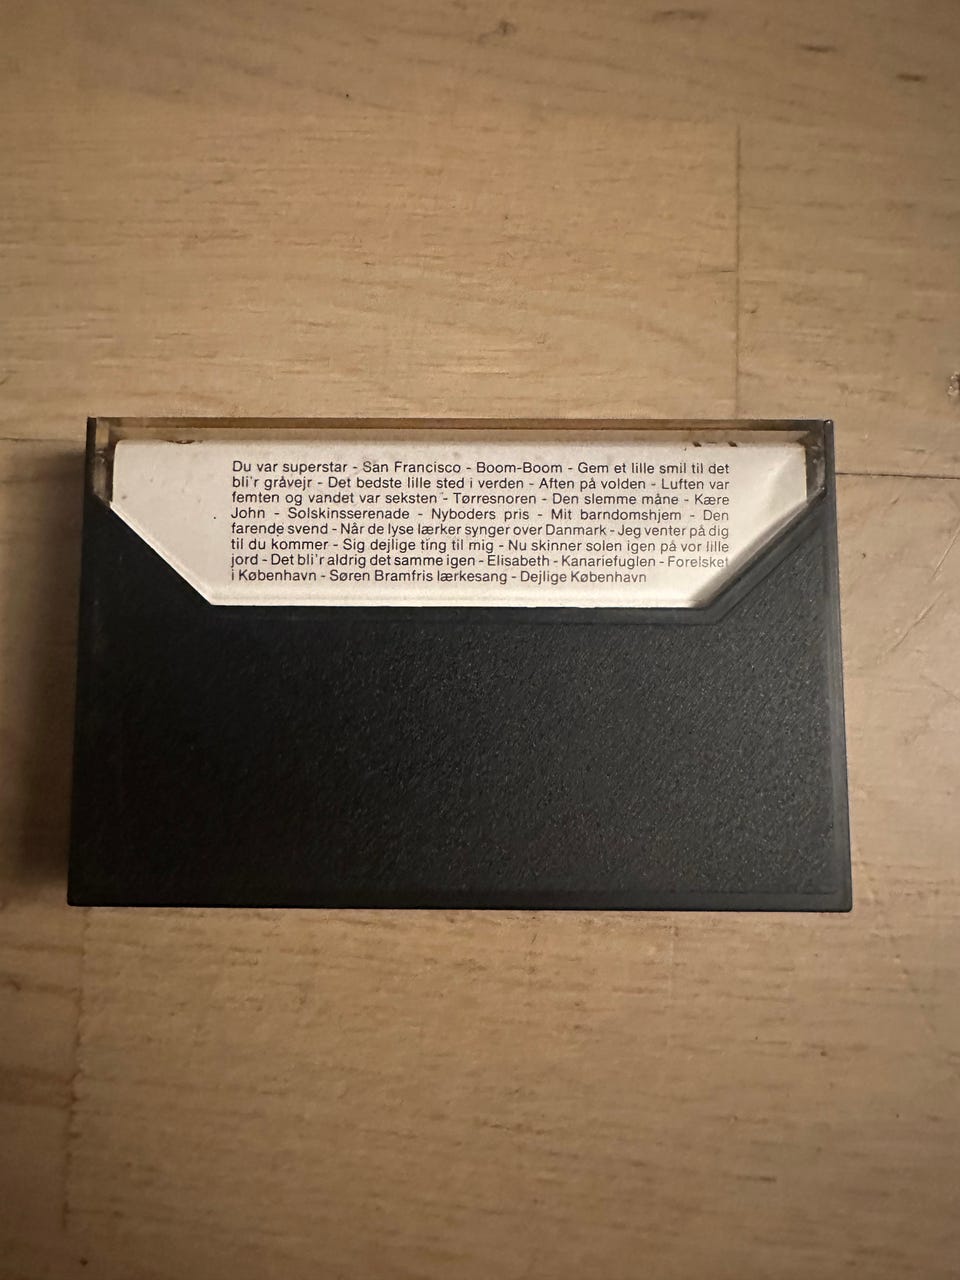 Du var superstar - San Francisco - Boom-Boom - Gem et lille smil til det
bli'r gråvejr - Det bedste lille sted i verden - Aften på volden - Luften var
femten og vandet var seksten - Tørresnoren - Den slemme måne - Kære
John - Solskinsserenade - Nyboders pris - Mit barndomshjem - Den
farende svend - Når de lyse lærker synger over Danmark - Jeg venter på dig
til du kommer - Sig dejlige ting til mig - Nu skinner solen igen på vor lille
jord - Det bli'r aldrig det samme igen - Elisabeth - Kanariefuglen - Forelsket
i København - Søren Bramfris lærkesang - Dejlige København